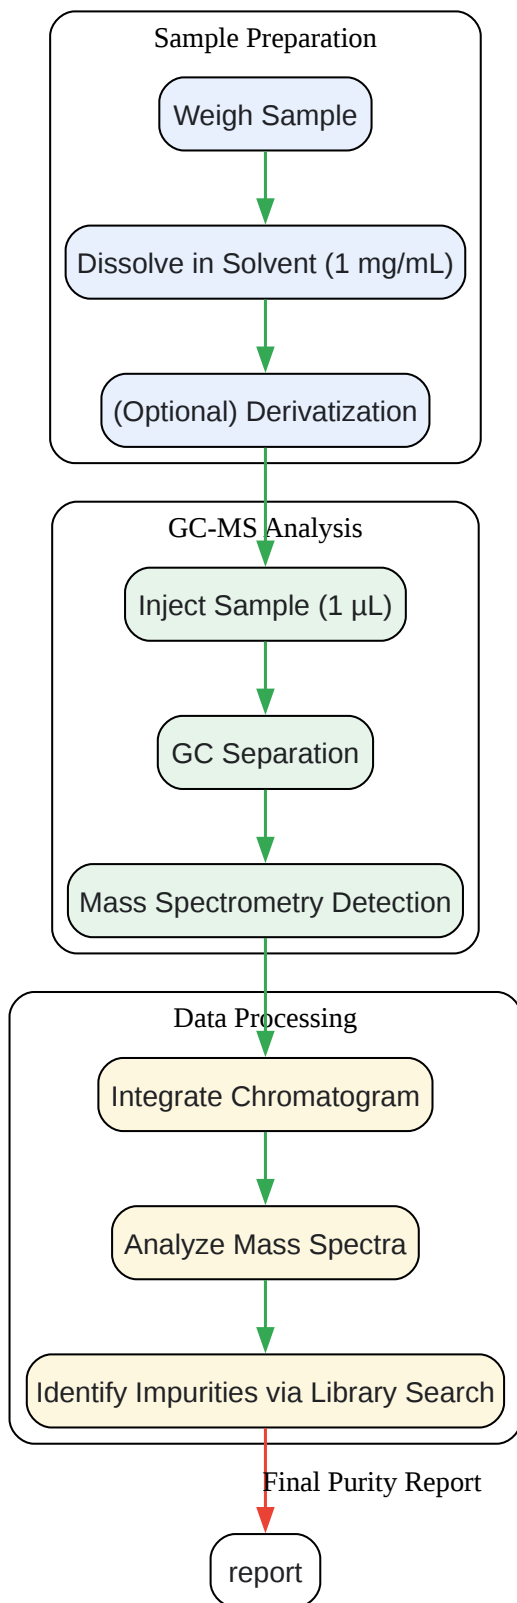 Sample Preparation
Weigh Sample
Dissolve in Solvent (1 mg/mL)
(Optional) Derivatization
GC-MS Analysis
Inject Sample (1 µL)
GC Separation
Mass Spectrometry Detection
Data Processing
Integrate Chromatogram
Analyze Mass Spectra
Identify Impurities via Library Search
Final Purity Report
report